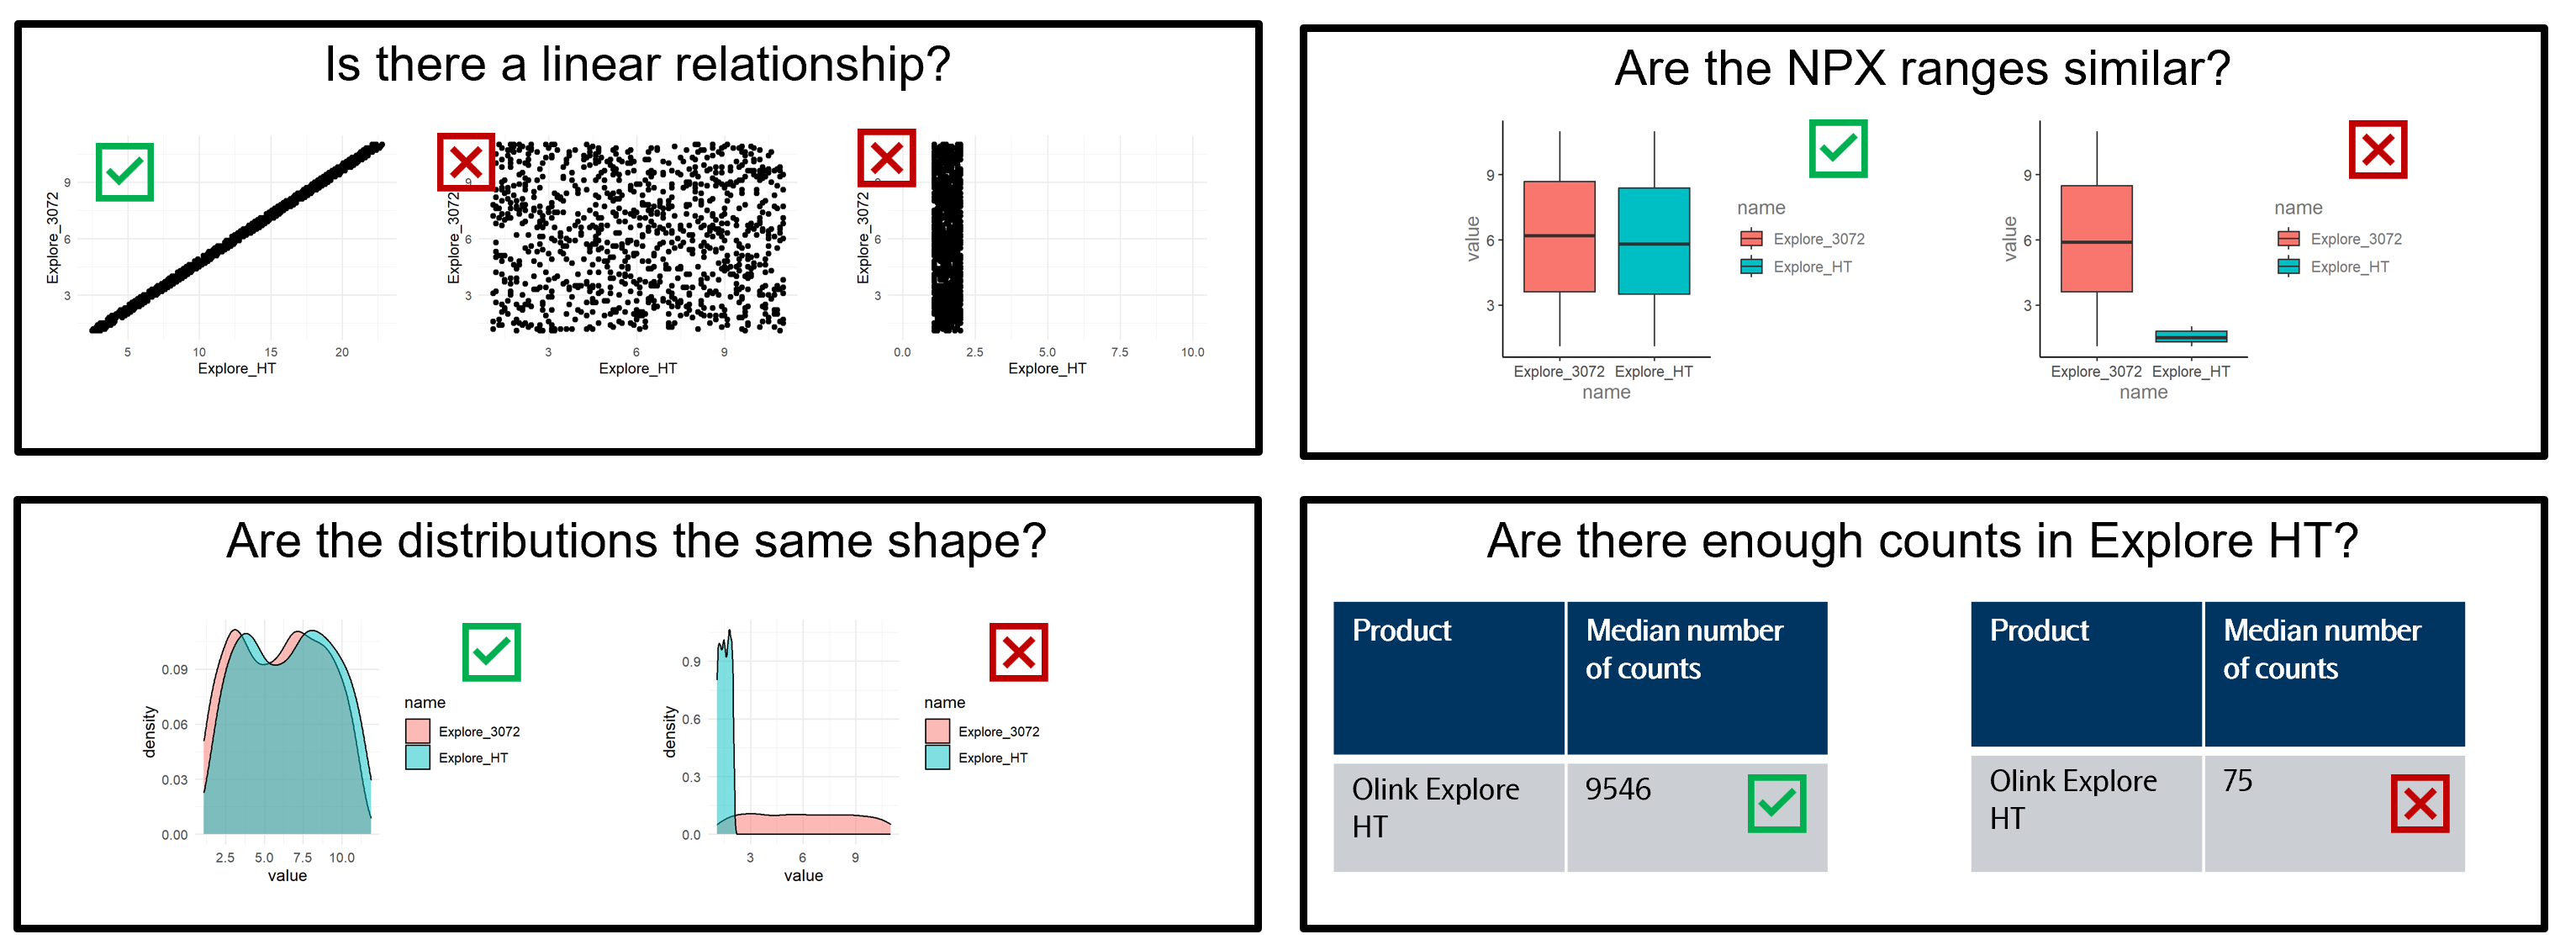 Is there a linear relationship?
9
6
3
Explore_3072
5 10 15 20
Explore_HT
9
6
3
Explore_3072
3 6 9
Explore_HT
6
3
Explore_3072
0.0 2.5 5.0 7.5 10.0
Explore_HT
Are the NPX ranges similar?
9
6
3
value
Explore_3072 Explore_HT
name
name
Explore_3072
Explore_HT
9
6
3
value
Explore_3072 Explore_HT
name
name
Explore_3072
Explore_HT
Are the distributions the same shape?
0.09
0.06
0.03
0.00
density
2.5 5.0 7.5 10.0
value
name
Explore_3072
Explore_HT
0.9
0.6
0.3
0.0
density
3 6 9
value
name
Explore_3072
Explore_HT
Are there enough counts in Explore HT?
Product
Median number
of counts
Olink Explore
HT
9546
Product
Median number
of counts
Olink Explore
HT
75